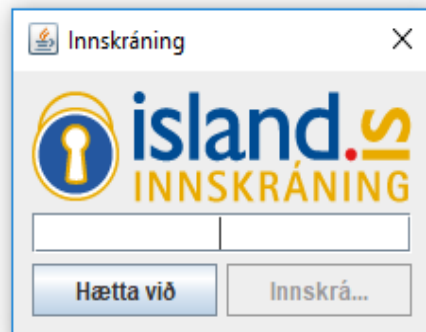 Innskráning
island.is
INNSKRÁNING
Hætta við
Innskrá...